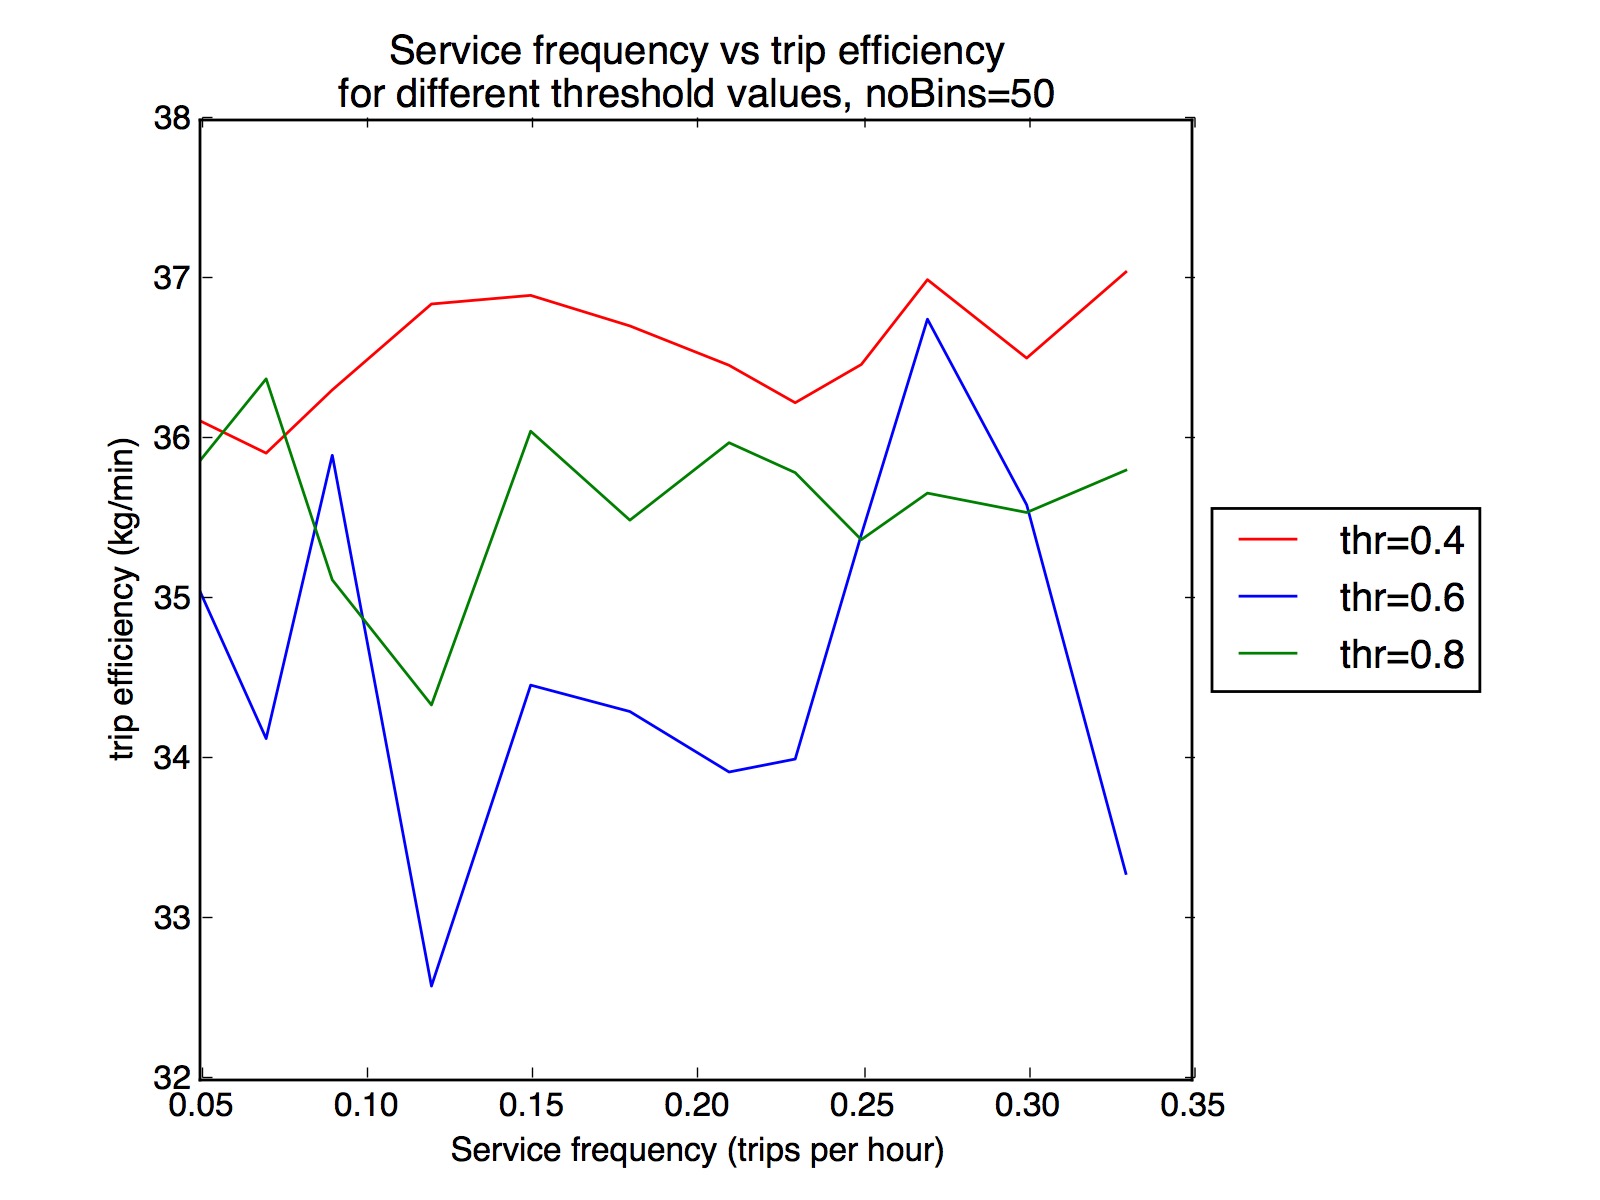 Service frequency vs trip efficiency
for different threshold values, noBins=50
38
37
36
35
34
33
32
trip efficiency (kg/min)
0.05 0.10 0.15 0.20 0.25 0.30 0.35
Service frequency (trips per hour)
thr=0.4
thr=0.6
thr=0.8